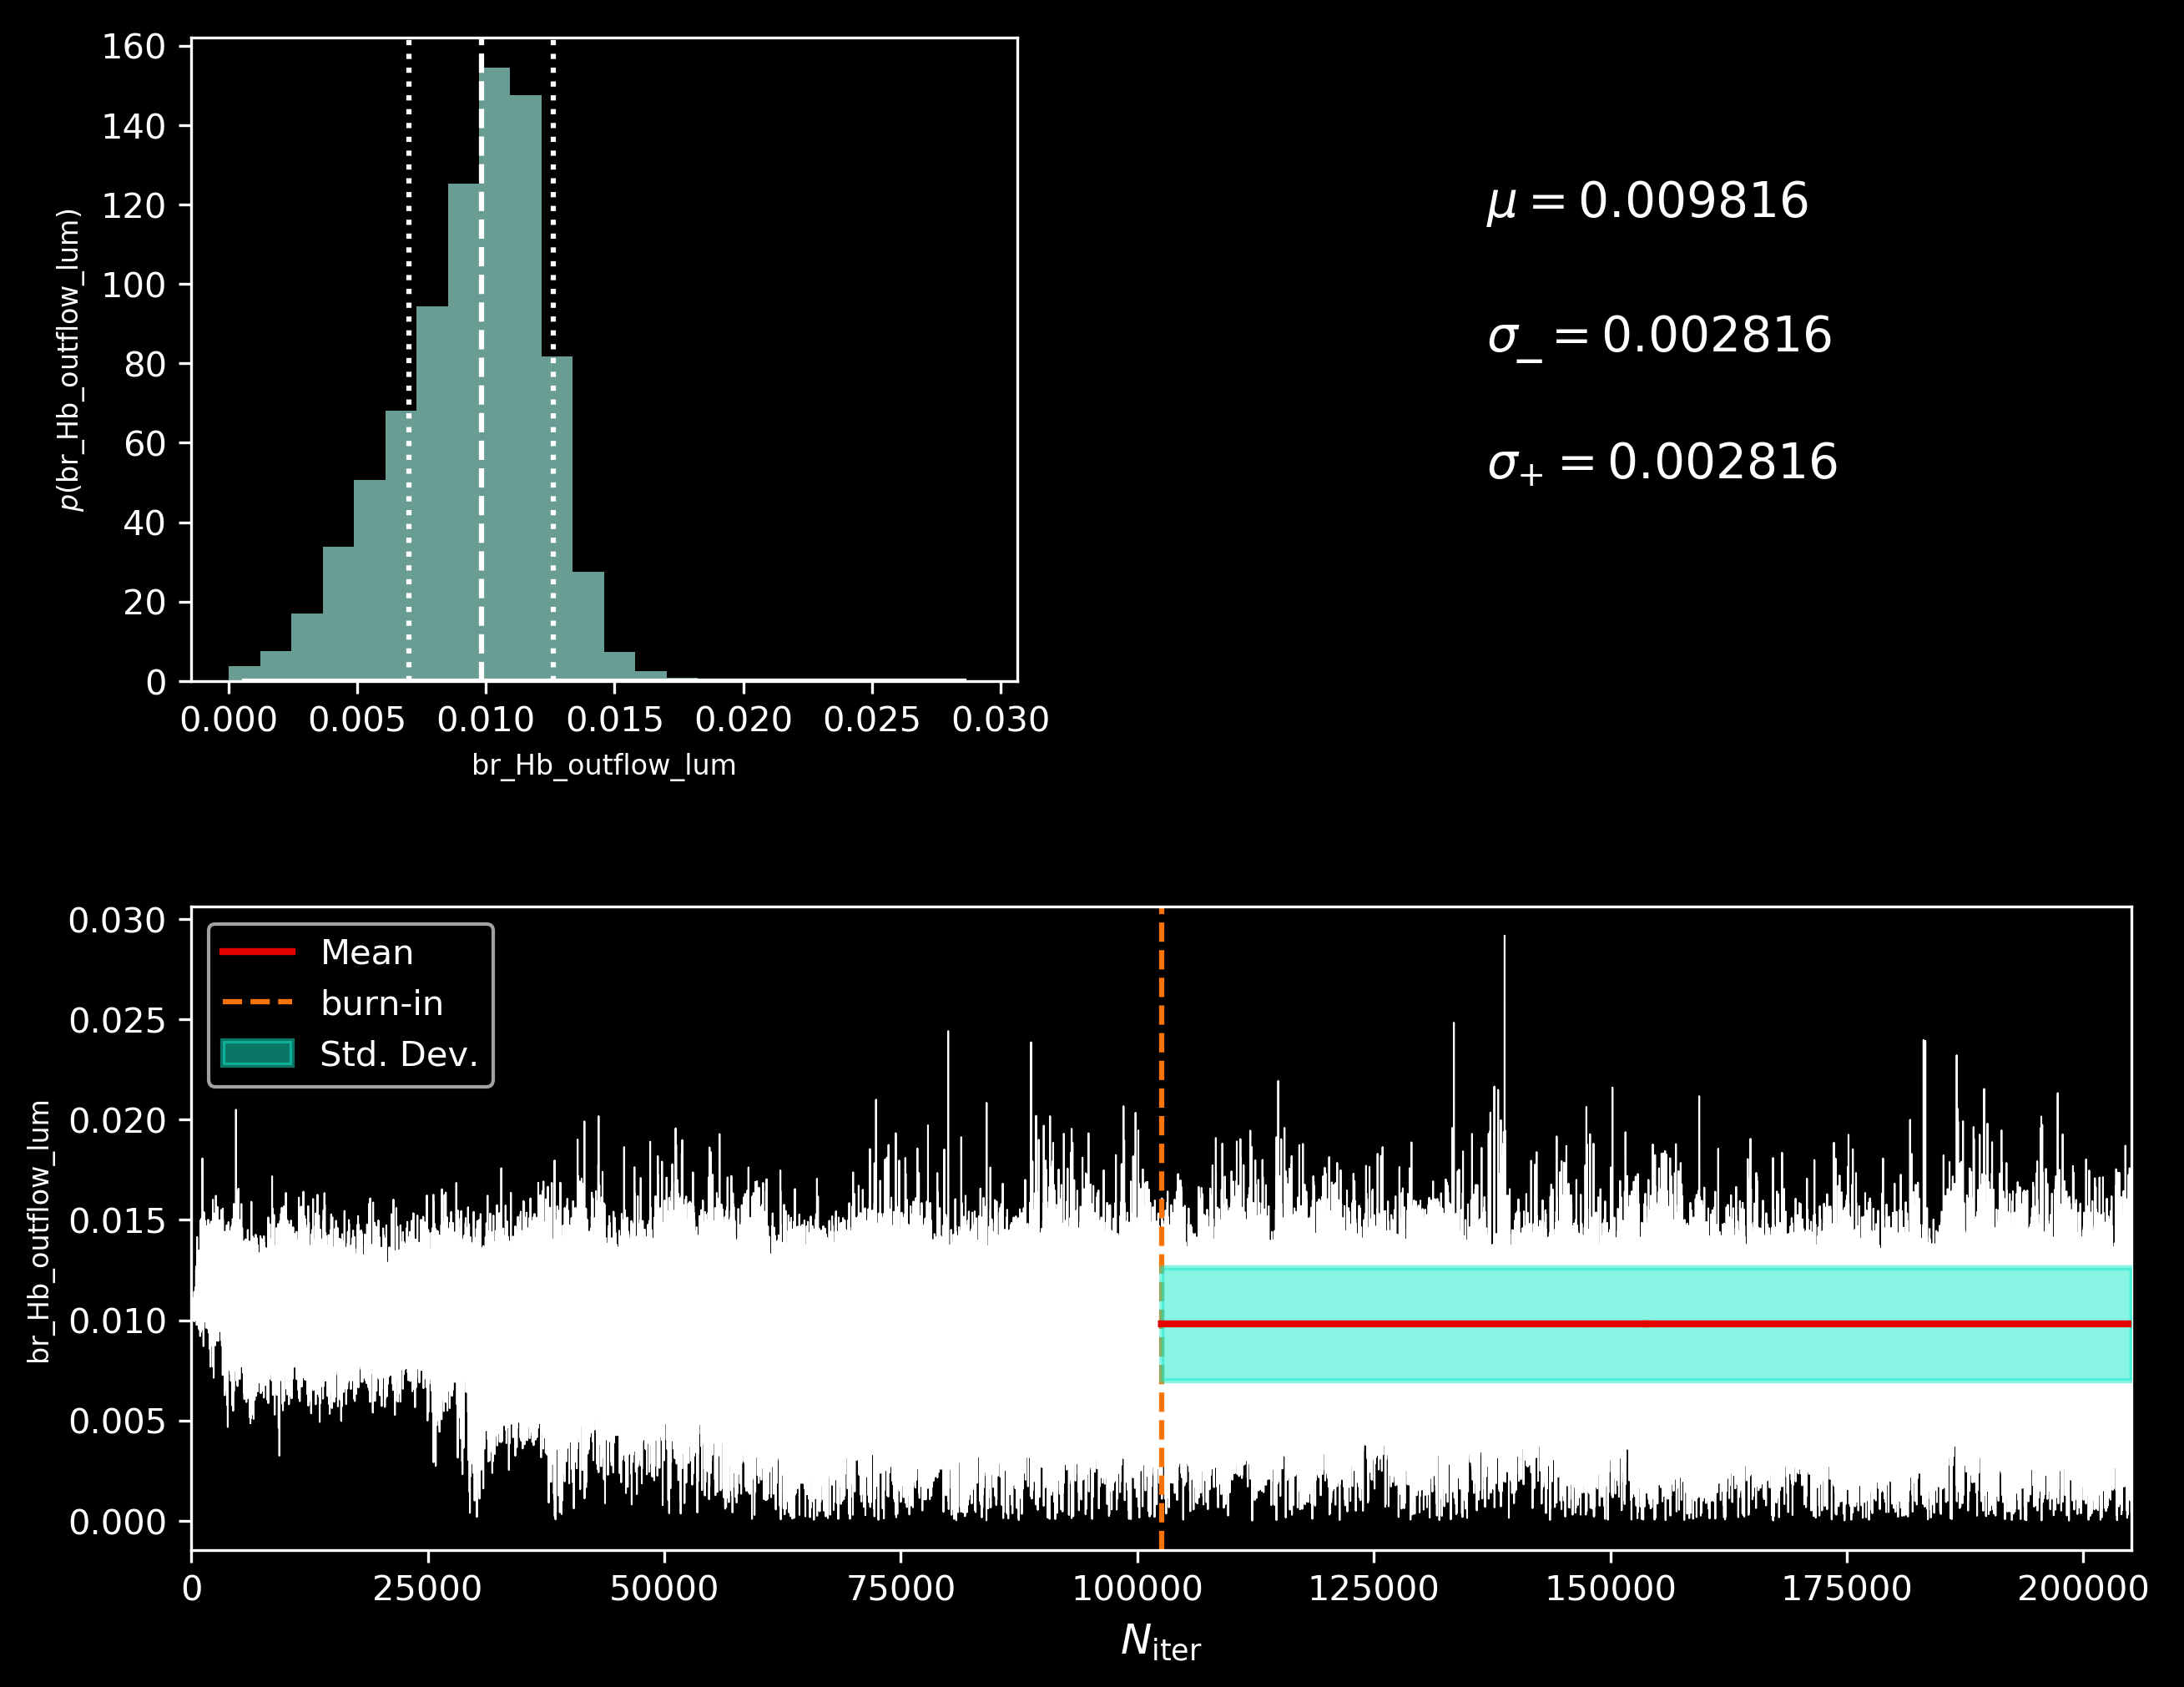 160
140
120
100
80
60
40
20
0
p(br_Hb_outflow_lum)
0.000 0.005 0.010 0.015 0.020 0.025 0.030
br_Hb_outflow_lum
μ = 0.009816
σ_ = 0.002816
σ+ = 0.002816
0.030
0.025
0.020
0.015
0.010
0.005
0.000
br_Hb_outflow_lum
Mean
burn-in
Std. Dev.
0 25000 50000 75000 100000 125000 150000 175000 200000
Niter